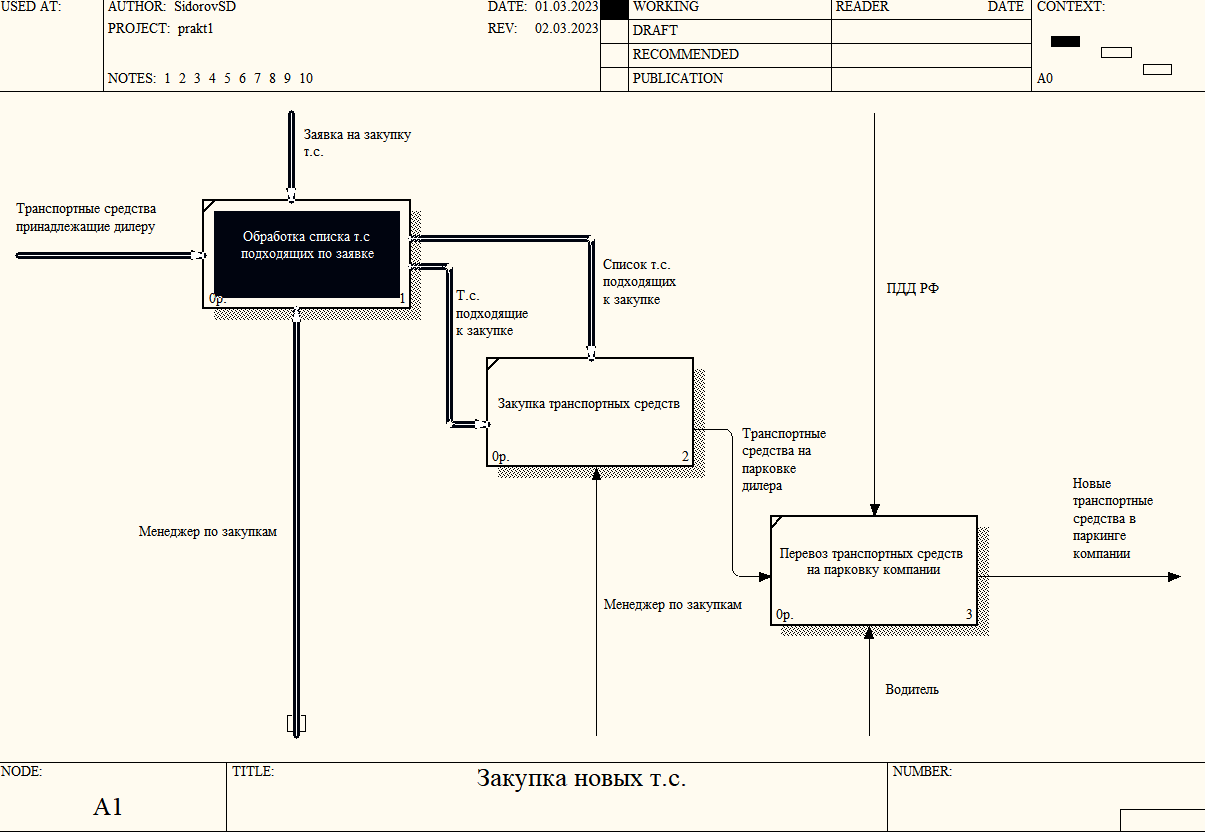 USED AT:
AUTHOR: SidorovSD
DATE: 01.03.2023
WORKING
READER
DATE
CONTEXT:
PROJECT: prakt1
REV: 02.03.2023
DRAFT
RECOMMENDED
NOTES: 1 2 3 4 5 6 7 8 9 10
PUBLICATION
A0
Заявка на закупку
т.с.
Транспортные средства
принадлежащие дилеру
Обработка списка т.с
подходящих по заявке
0р.
1
Список т.с.
подходящих
к закупке
Т.с.
подходящие
к закупке
ПДД РФ
Закупка транспортных средств
0р.
2
Транспортные
средства на
парковке
дилера
Новые
транспортные
средства в
паркинге
компании
Менеджер по закупкам
Перевоз транспортных средств
на парковку компании
0р.
3
Менеджер по закупкам
Водитель
NODE:
A1
TITLE:
Закупка новых т.с.
NUMBER: